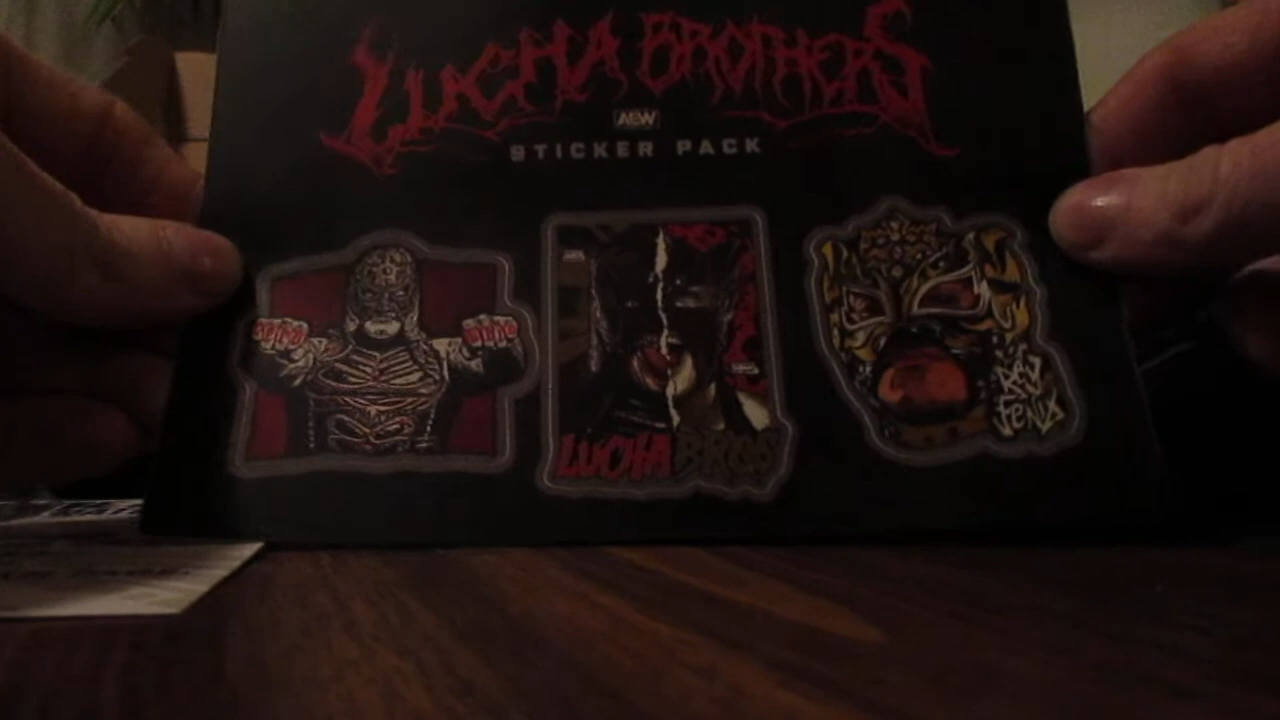 LUCHA BROTHERS
AEW
STICKER PACK
LUCHA BROS
REY
FENIX